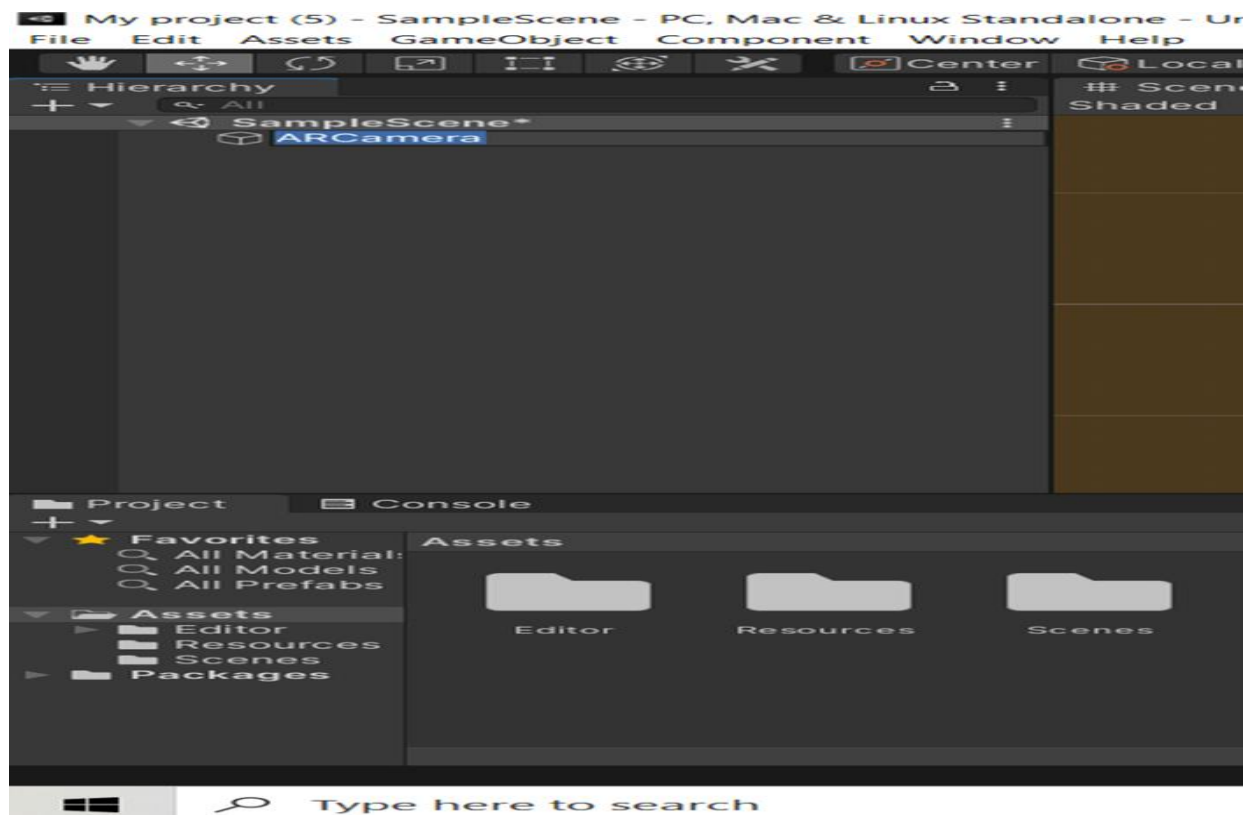 My project (5) - SampleScene - PC, Mac & Linux Standalone - Un
File Edit Assets GameObject Component Window Help
Center Local
Hierarchy
All
SampleScene*
ARCamera
Scene
Shaded
Project Console
Favorites
All Materials
All Models
All Prefabs
Assets
Editor
Resources
Scenes
Packages
Assets
Editor Resources Scenes
Type here to search